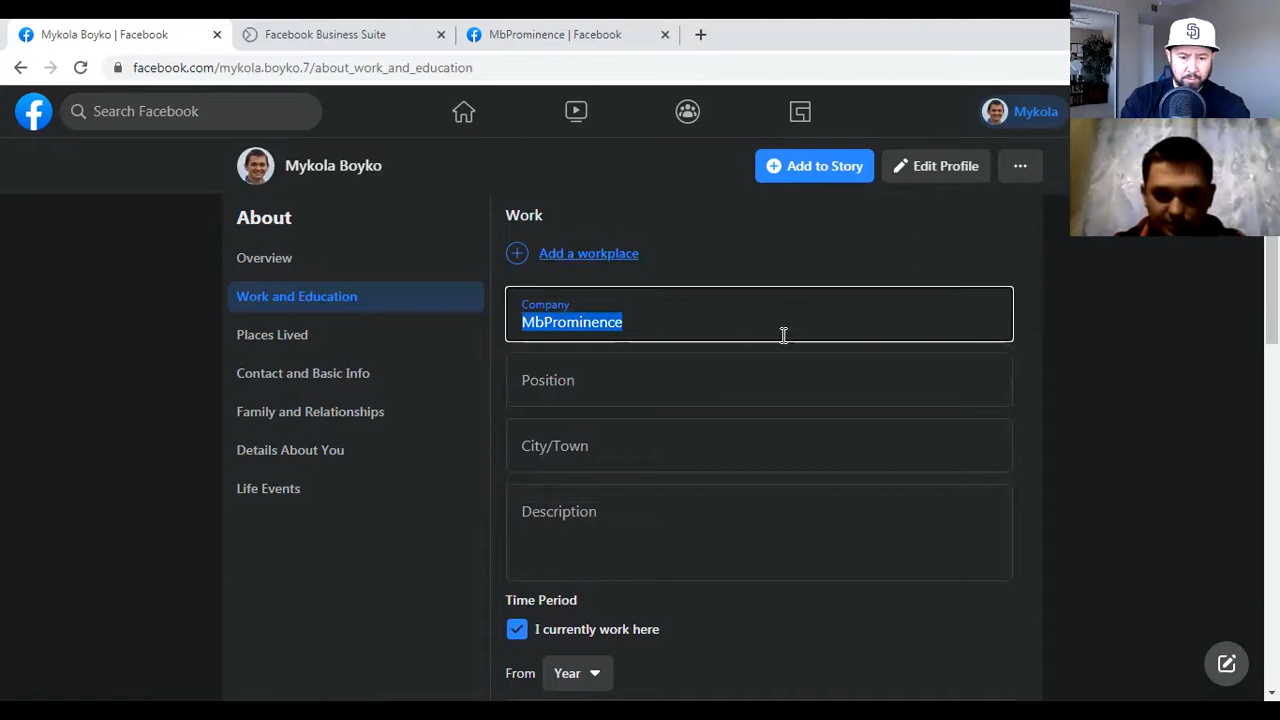 Mykola Boyko | Facebook
Facebook Business Suite
MbProminence | Facebook
facebook.com/mykola.boyko.7/about_work_and_education
Search Facebook
Mykola
Mykola Boyko
Add to Story
Edit Profile
About
Overview
Work and Education
Places Lived
Contact and Basic Info
Family and Relationships
Details About You
Life Events
Work
Add a workplace
Company
MbProminence
Position
City/Town
Description
Time Period
I currently work here
From Year
SD